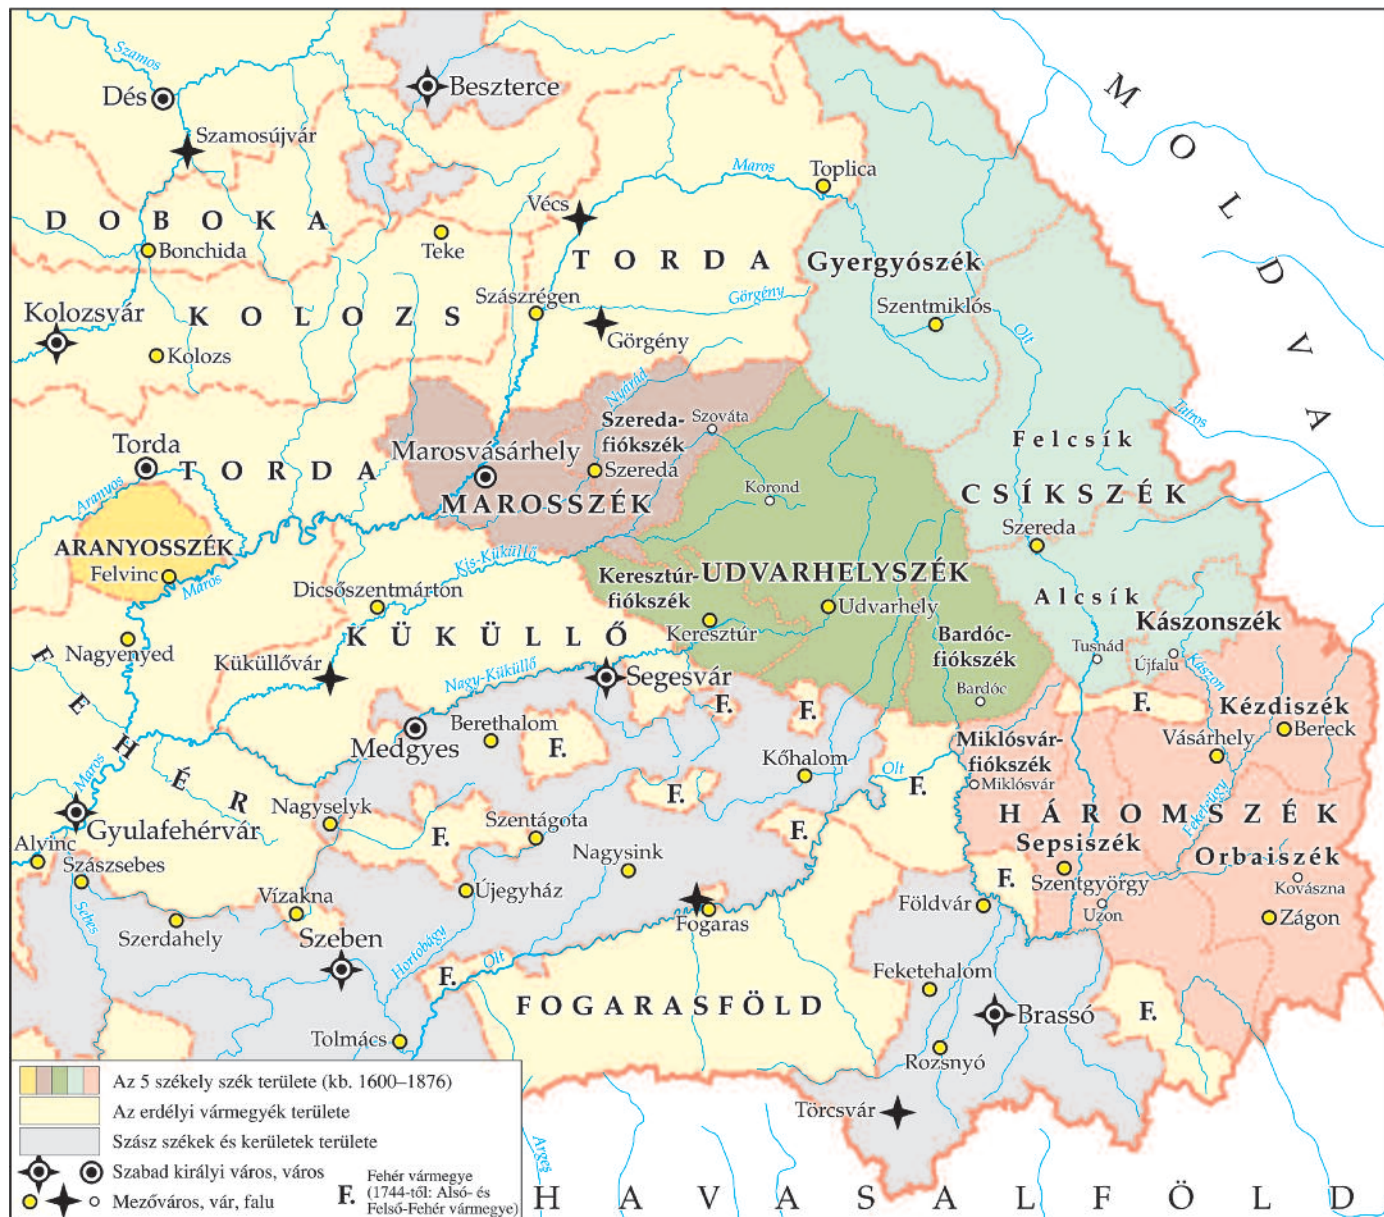 Szamos
Dés
Beszterce
MOLDVA
Szamosújvár
Maros
Toplica
Vécs
DOBOKA
Bonchida
Teke
TORDA
Gyergyószék
Szászrégen
Görgény
Szentmiklós
Kolozsvár
KOLOZS
Görgény
Olt
Kolozs
Nyárád
Szereda-
fiókszék
Szováta
Tatros
Torda
TORDA
Marosvásárhely
Szereda
Felcsík
Aranyos
MAROSSZÉK
Korond
CSÍKSZÉK
Szereda
ARANYOSSZÉK
Felvinc
Maros
Kis-Küküllő
Keresztúr-
fiókszék
UDVARHELYSZÉK
Dicsőszentmárton
Udvarhely
Alcsík
Kászonszék
KÜKÜLLŐ
Keresztúr
Bardóc-
fiókszék
Nagyenyed
Tusnád
Újfalu
Kászon
Küküllővár
Nagy-Küküllő
Segesvár
Bardóc
FEHÉR
F.
F.
F.
Kézdiszék
Bereck
Medgyes
Berethalom
F.
Miklósvár-
fiókszék
Vásárhely
Kőhalom
Olt
F.
Miklósvár
Maros
Nagyselyk
F.
Feketeügy
Gyulafehérvár
F.
Szentágota
F.
HÁROMSZÉK
Sepsiszék
Orbaiszék
Alvinc
Szászsebes
Nagysink
F.
Szentgyörgy
Kovászna
Vízakna
Újegyház
Uzon
Sebes
Szerdahely
Fogaras
Földvár
Zágon
Szeben
Hortobágy
Olt
F.
Feketehalom
FOGARASFÖLD
Brassó
F.
Tolmács
Rozsnyó
Törcsvár
Az 5 székely szék területe (kb. 1600–1876)
Az erdélyi vármegyék területe
Szász székek és kerületek területe
Szabad királyi város, város
Mezőváros, vár, falu
F.
Fehér vármegye
(1744-től: Alsó- és
Felső-Fehér vármegye)
Argeş
HAVASALFÖLD